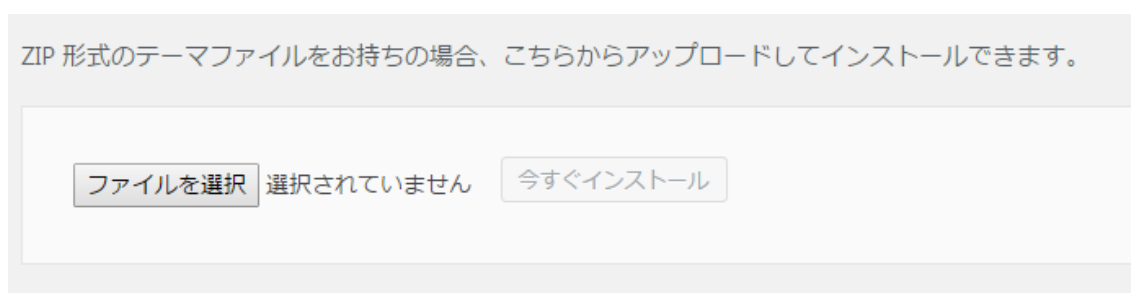 ZIP 形式のテーマファイルをお持ちの場合、こちらからアップロードしてインストールできます。
ファイルを選択 選択されていません 今すぐインストール